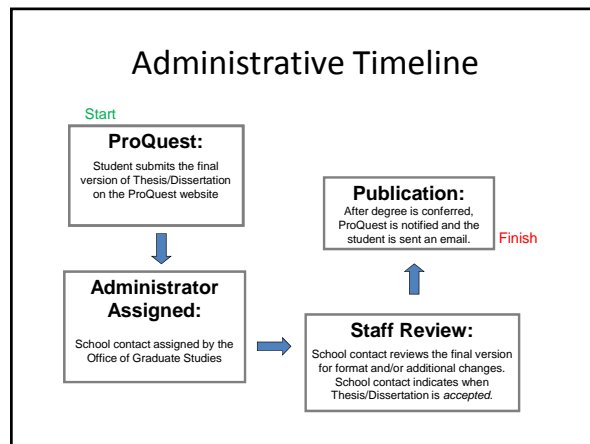 Administrative Timeline
Start
ProQuest:
Student submits the final
version of Thesis/Dissertation
on the ProQuest website
Administrator
Assigned:
School contact assigned by the
Office of Graduate Studies
Staff Review:
School contact reviews the final version
for format and/or additional changes.
School contact indicates when
Thesis/Dissertation is accepted.
Publication:
After degree is conferred,
ProQuest is notified and the
student is sent an email.
Finish